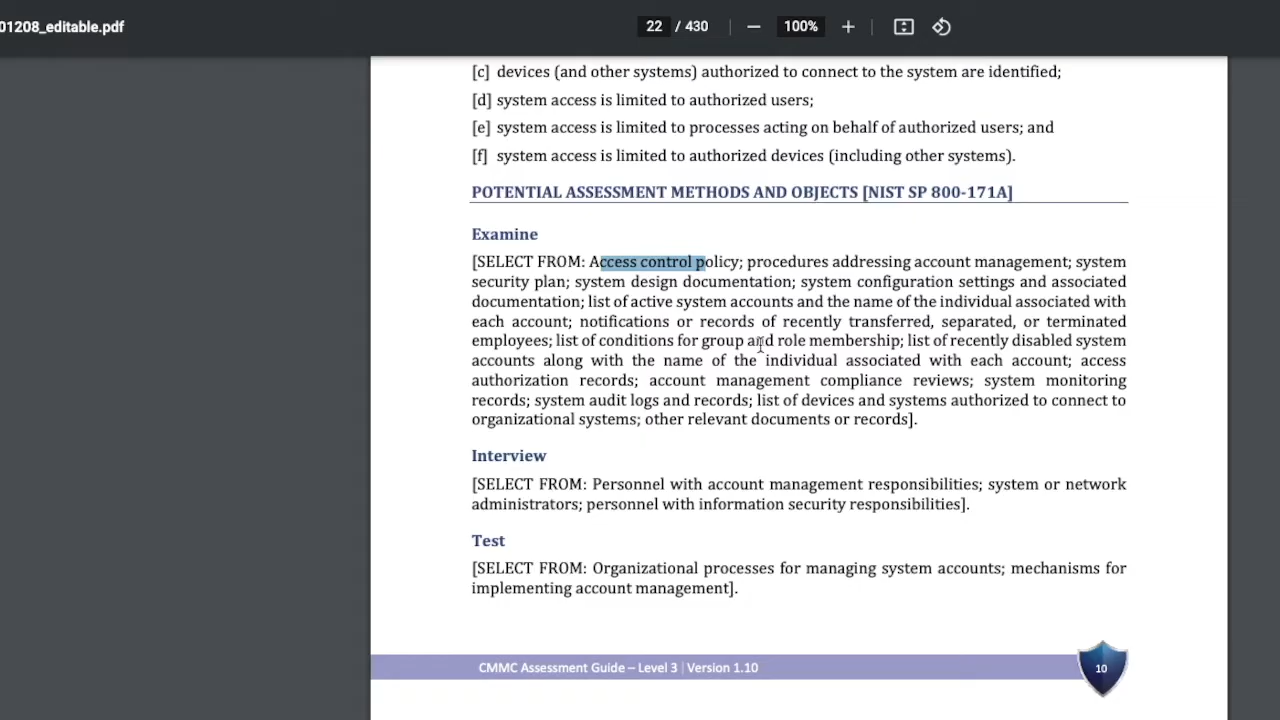 01208_editable.pdf
22 / 430
100%
[c] devices (and other systems) authorized to connect to the system are identified;
[d] system access is limited to authorized users;
[e] system access is limited to processes acting on behalf of authorized users; and
[f] system access is limited to authorized devices (including other systems).
POTENTIAL ASSESSMENT METHODS AND OBJECTS [NIST SP 800-171A]
Examine
[SELECT FROM: Access control policy; procedures addressing account management; system
security plan; system design documentation; system configuration settings and associated
documentation; list of active system accounts and the name of the individual associated with
each account; notifications or records of recently transferred, separated, or terminated
employees; list of conditions for group and role membership; list of recently disabled system
accounts along with the name of the individual associated with each account; access
authorization records; account management compliance reviews; system monitoring
records; system audit logs and records; list of devices and systems authorized to connect to
organizational systems; other relevant documents or records].
Interview
[SELECT FROM: Personnel with account management responsibilities; system or network
administrators; personnel with information security responsibilities].
Test
[SELECT FROM: Organizational processes for managing system accounts; mechanisms for
implementing account management].
CMMC Assessment Guide – Level 3 | Version 1.10
10